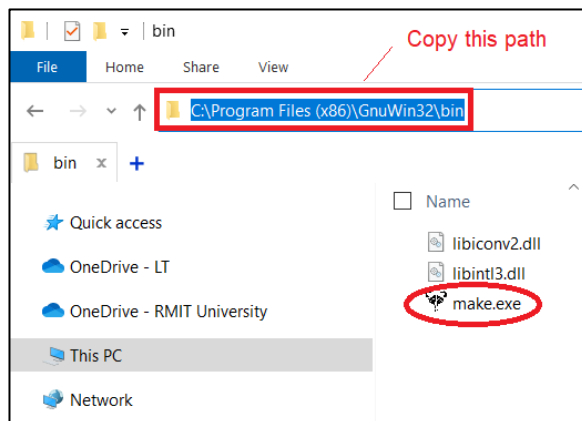 bin
Copy this path
File Home Share View
C:\Program Files (x86)\GnuWin32\bin
bin x +
Quick access
OneDrive - LT
OneDrive - RMIT University
This PC
Network
Name
libiconv2.dll
libintl3.dll
make.exe